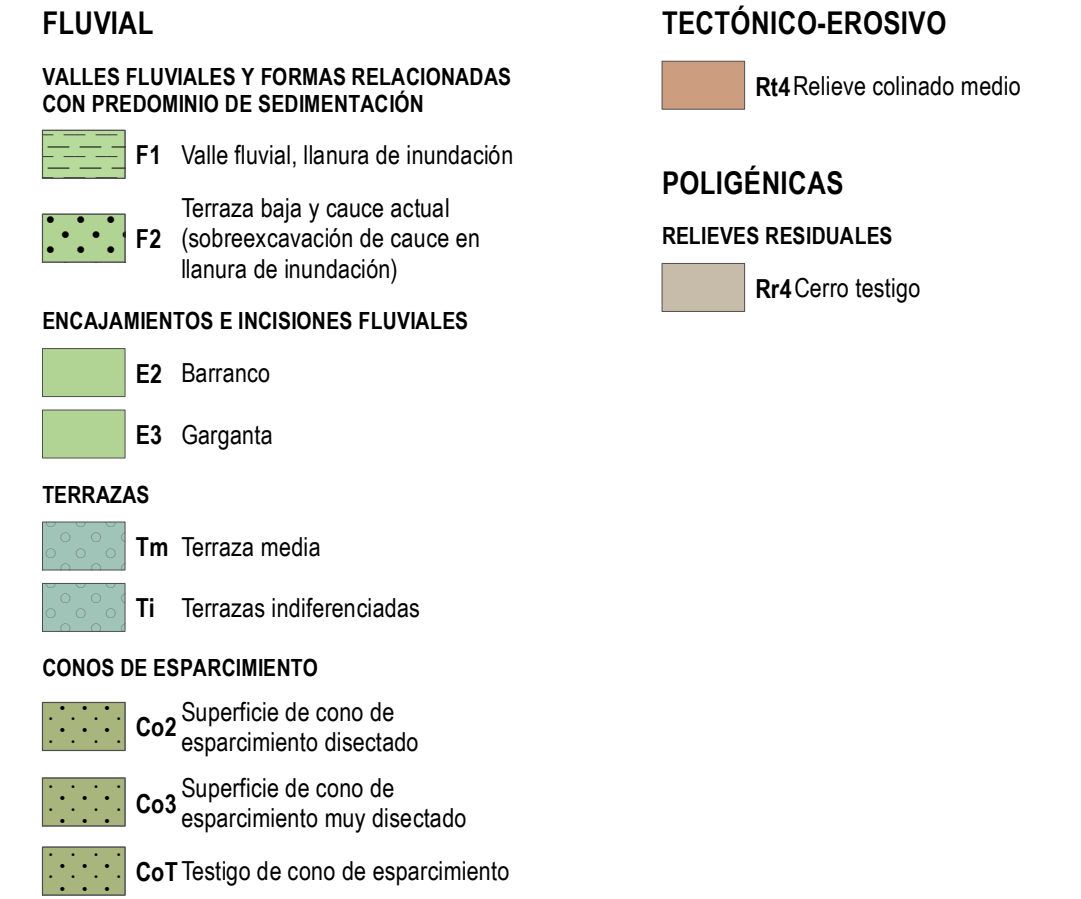 FLUVIAL
VALLES FLUVIALES Y FORMAS RELACIONADAS
CON PREDOMINIO DE SEDIMENTACIÓN
F1 Valle fluvial, llanura de inundación
F2 Terraza baja y cauce actual
(sobreexcavación de cauce en
llanura de inundación)
ENCAJAMIENTOS E INCISIONES FLUVIALES
E2 Barranco
E3 Garganta
TERRAZAS
Tm Terraza media
Ti Terrazas indiferenciadas
CONOS DE ESPARCIMIENTO
Co2 Superficie de cono de
esparcimiento disectado
Co3 Superficie de cono de
esparcimiento muy disectado
CoT Testigo de cono de esparcimiento
TECTÓNICO-EROSIVO
Rt4 Relieve colinado medio
POLIGÉNICAS
RELIEVES RESIDUALES
Rr4 Cerro testigo